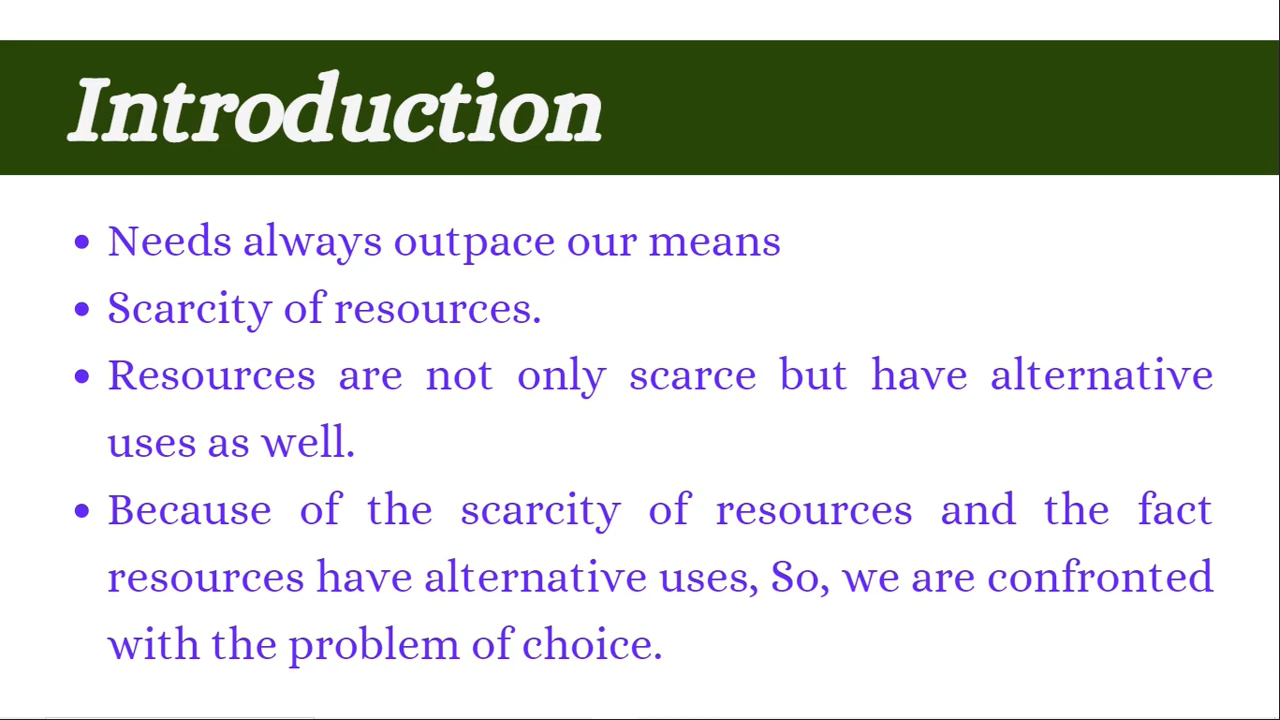 Introduction
• Needs always outpace our means
• Scarcity of resources.
• Resources are not only scarce but have alternative
uses as well.
• Because of the scarcity of resources and the fact
resources have alternative uses, So, we are confronted
with the problem of choice.